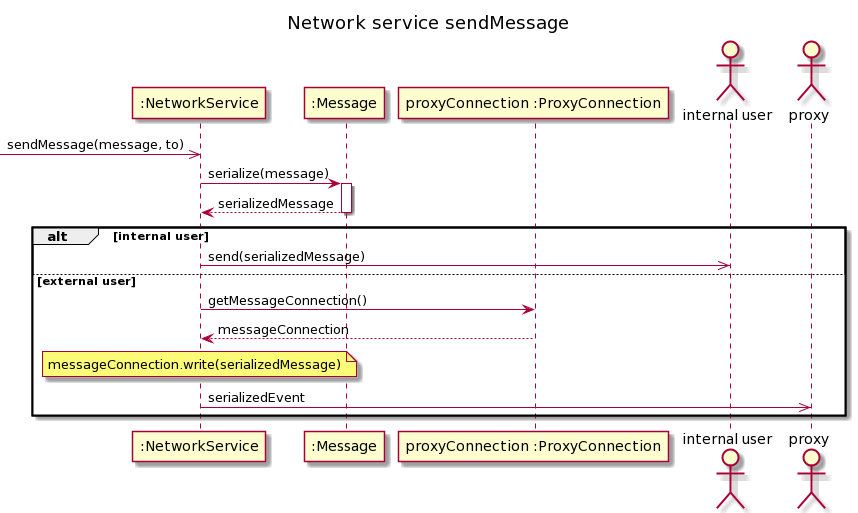 Network service sendMessage
:NetworkService
:Message
proxyConnection :ProxyConnection
internal user
proxy
sendMessage(message, to)
serialize(message)
serializedMessage
alt
[internal user]
send(serializedMessage)
[external user]
getMessageConnection()
messageConnection
messageConnection.write(serializedMessage)
serializedEvent
:NetworkService
:Message
proxyConnection :ProxyConnection
internal user
proxy